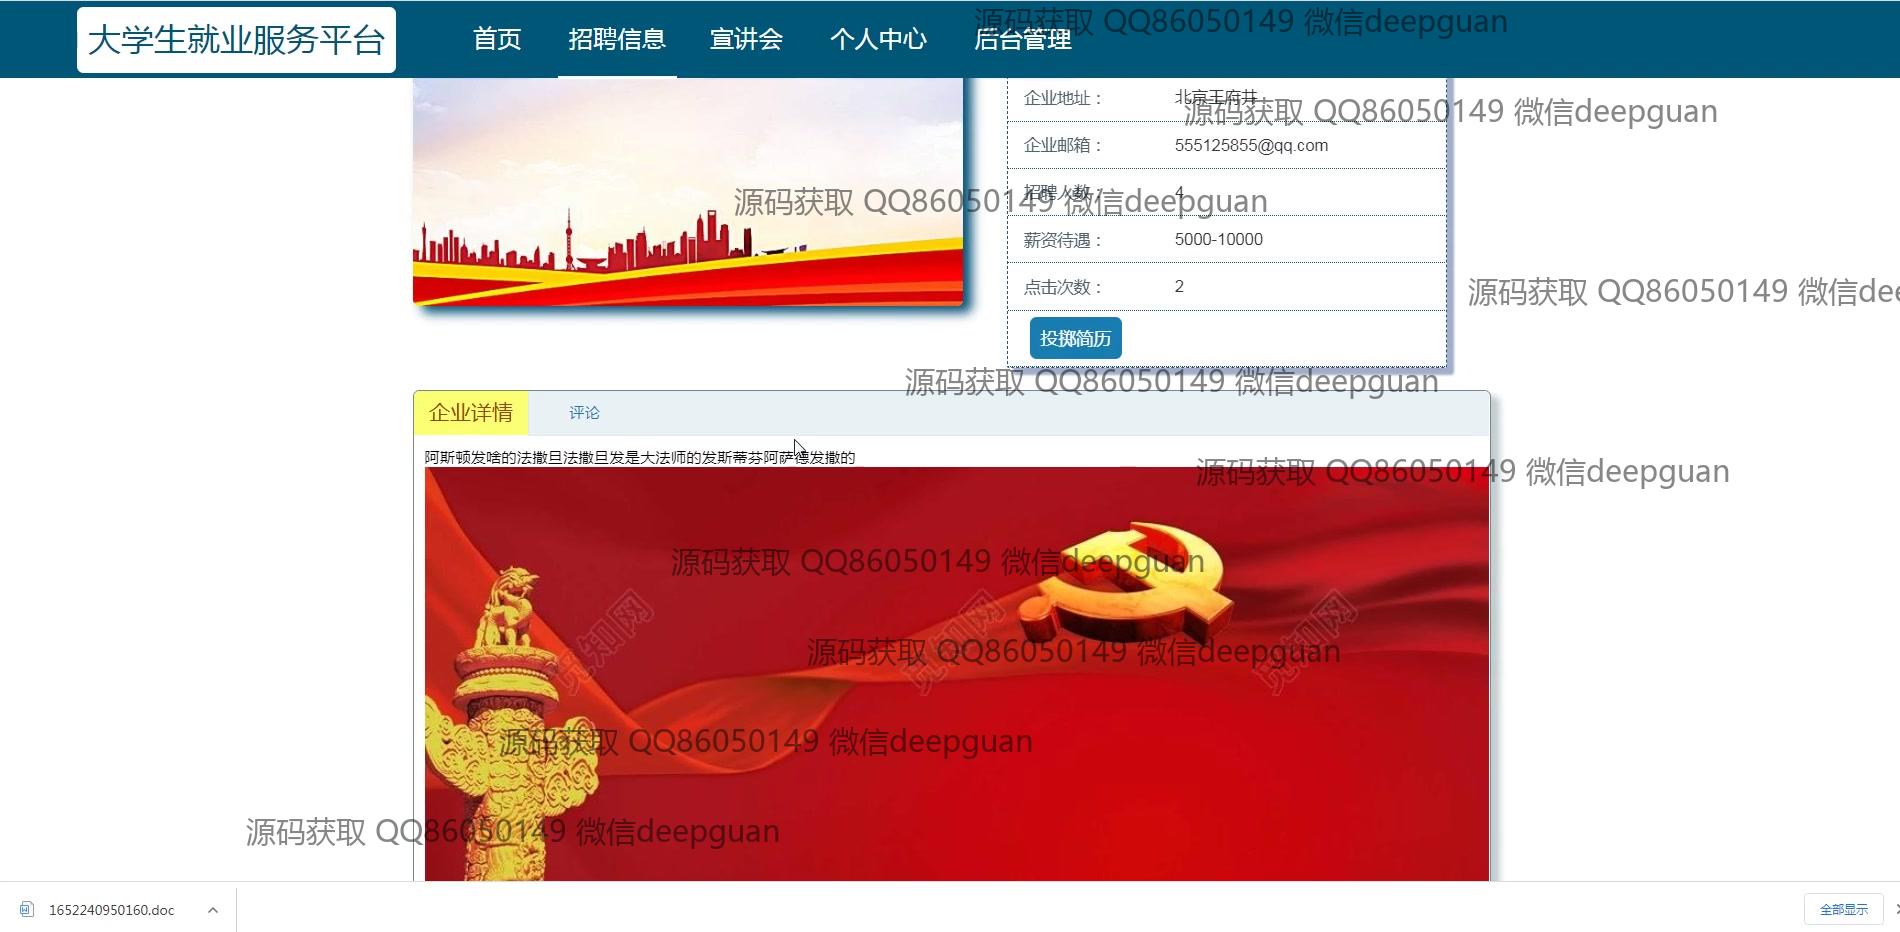 大学生就业服务平台 首页 招聘信息 宣讲会 个人中心 后台管理
源码获取 QQ86050149 微信deepguan
企业地址： 北京王府井
源码获取 QQ86050149 微信deepguan
企业邮箱： 555125855@qq.com
招聘人数： 4
源码获取 QQ86050149 微信deepguan
薪资待遇： 5000-10000
点击次数： 2
源码获取 QQ86050149 微信dee
投掷简历
源码获取 QQ86050149 微信deepguan
企业详情 评论
阿斯顿发啥的法撒旦法撒旦发是大法师的发斯蒂芬阿萨德发撒的
源码获取 QQ86050149 微信deepguan
源码获取 QQ86050149 微信deepguan
觅知网 觅知网 觅知网
源码获取 QQ86050149 微信deepguan
源码获取 QQ86050149 微信deepguan
源码获取 QQ86050149 微信deepguan
1652240950160.doc 全部显示